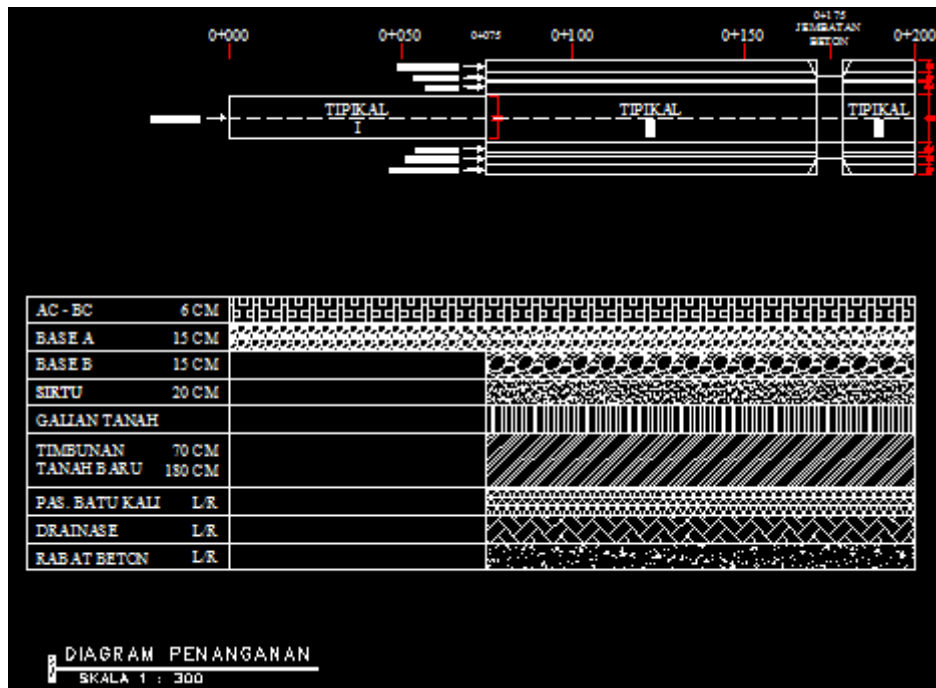 0+175
JEMBATAN
BETON
0+000 0+050 0+075 0+100 0+150 0+200
TIPIKAL
I
TIPIKAL
TIPIKAL
AC - BC 6 CM
BASE A 15 CM
BASE B 15 CM
SIRTU 20 CM
GALIAN TANAH
TIMBUNAN 70 CM
TANAH BARU 180 CM
PAS. BATU KALI L/R
DRAINASE L/R
RABAT BETON L/R
DIAGRAM PENANGANAN
SKALA 1 : 300